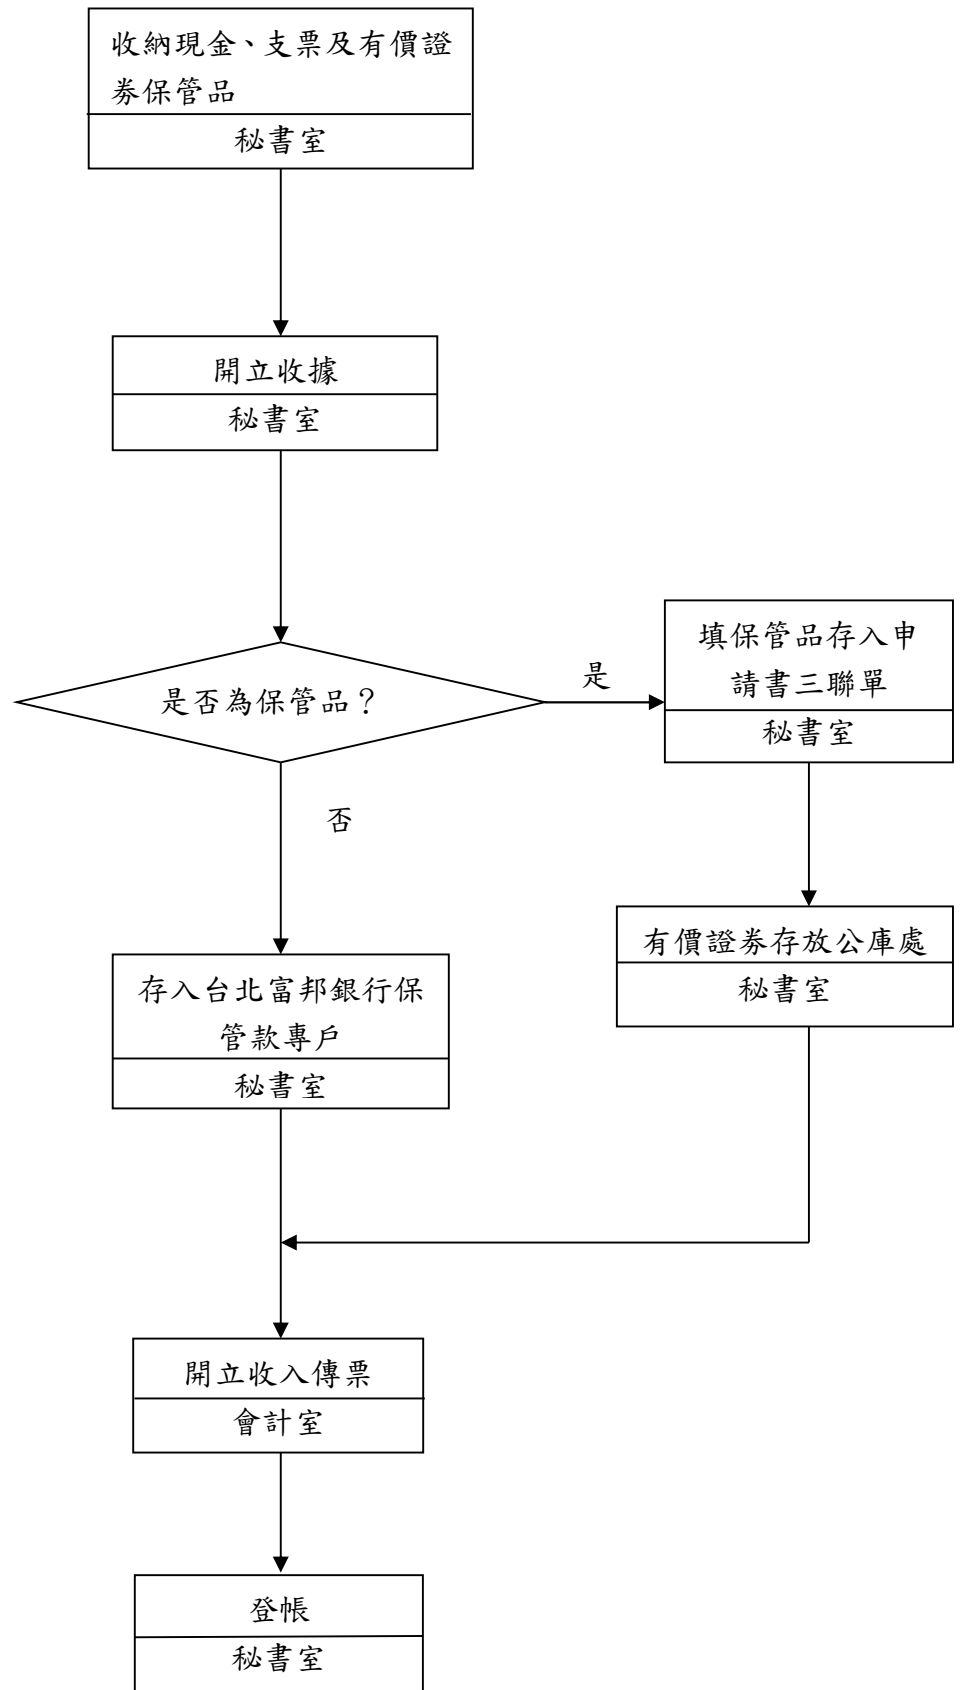 收納現金、支票及有價證
券保管品
秘書室
開立收據
秘書室
是否為保管品？
是
填保管品存入申
請書三聯單
秘書室
否
有價證券存放公庫處
秘書室
存入台北富邦銀行保
管款專戶
秘書室
開立收入傳票
會計室
登帳
秘書室